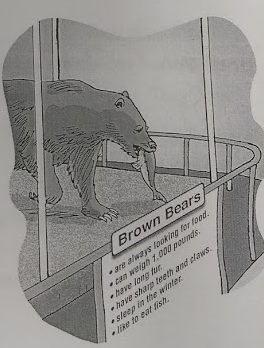 Brown Bears
• are always looking for food.
• can weigh 1,000 pounds.
• have long fur.
• have sharp teeth and claws.
• sleep in the winter.
• like to eat fish.